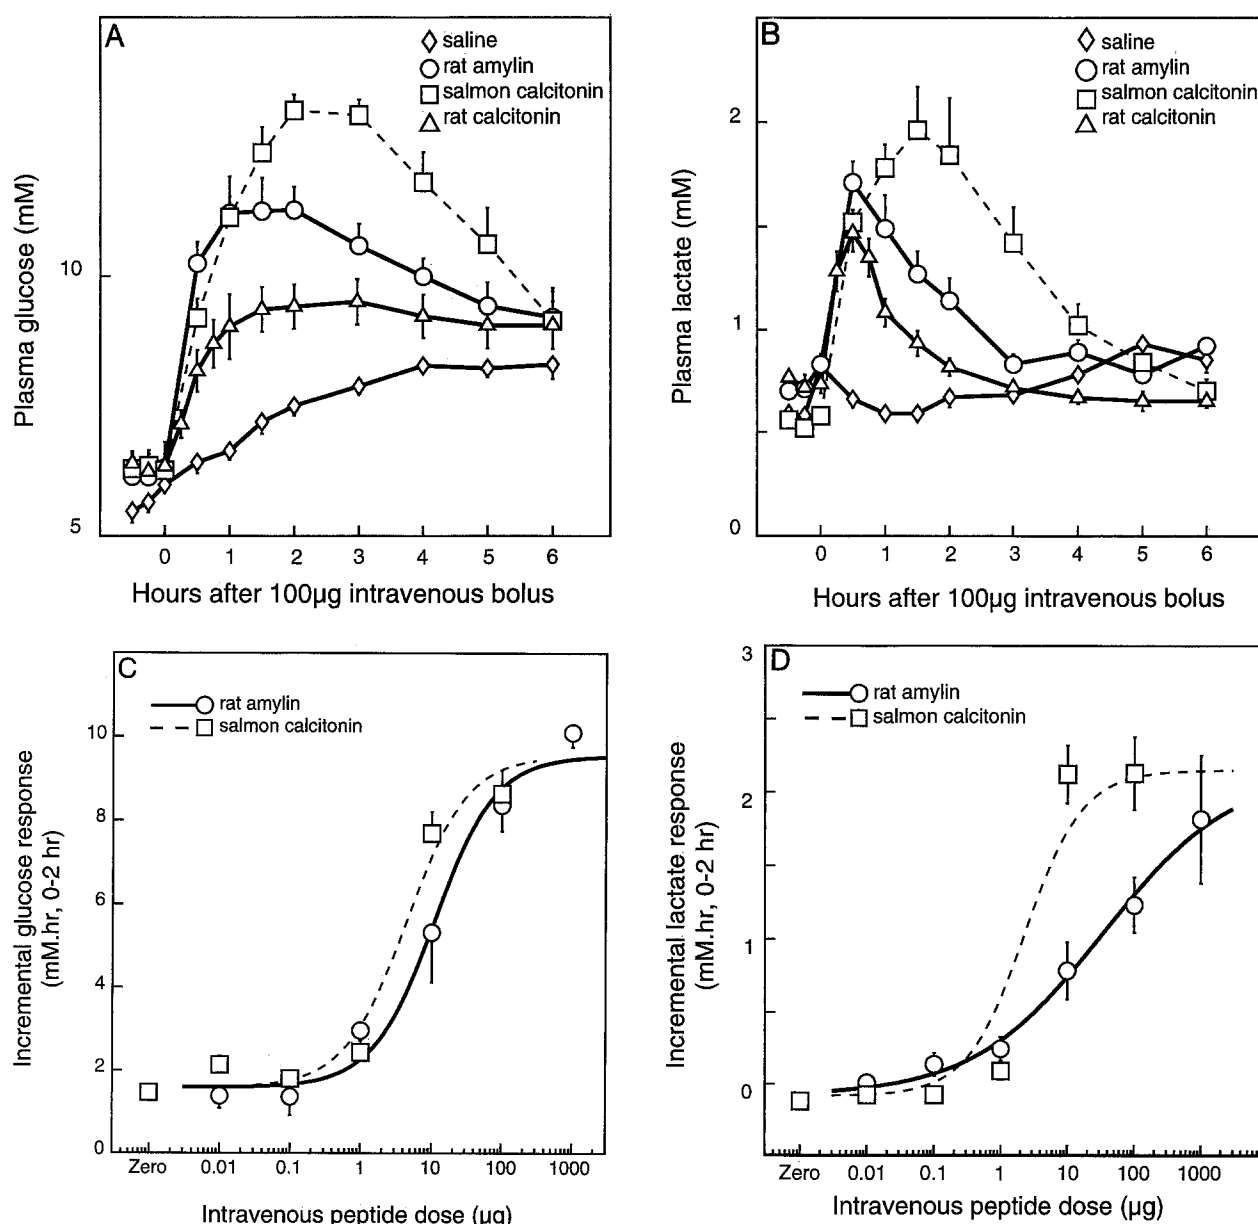 A
saline
rat amylin
salmon calcitonin
rat calcitonin
Plasma glucose (mM)
10
5
0 1 2 3 4 5 6
Hours after 100µg intravenous bolus
B
saline
rat amylin
salmon calcitonin
rat calcitonin
Plasma lactate (mM)
2
1
0
0 1 2 3 4 5 6
Hours after 100µg intravenous bolus
C
rat amylin
salmon calcitonin
Incremental glucose response
(mM.hr, 0-2 hr)
10
8
6
4
2
0
Zero 0.01 0.1 1 10 100 1000
Intravenous peptide dose (µg)
D
rat amylin
salmon calcitonin
Incremental lactate response
(mM.hr, 0-2 hr)
3
2
1
0
Zero 0.01 0.1 1 10 100 1000
Intravenous peptide dose (µg)